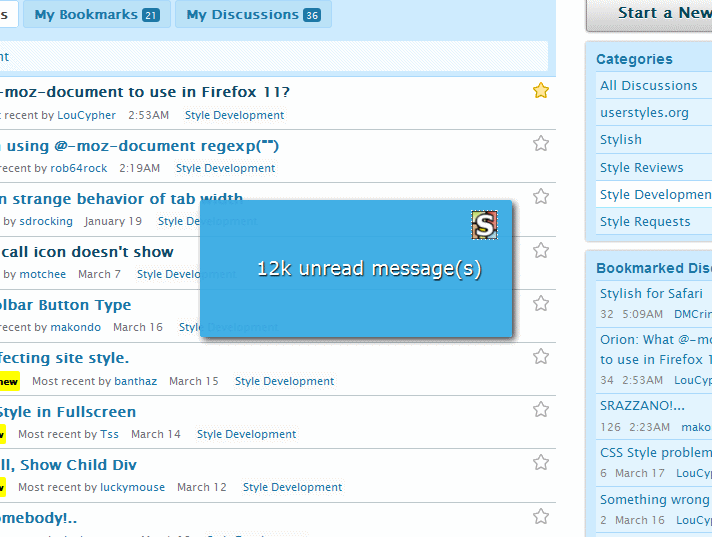 s My Bookmarks 21 My Discussions 36
nt
-moz-document to use in Firefox 11?
recent by LouCypher 2:53AM Style Development
using @-moz-document regexp("")
recent by rob64rock 2:19AM Style Development
n strange behavior of tab width
by sdrocking January 19 Style De
call icon doesn't show
by motchee March 7 Style Develop
olbar Button Type
recent by makondo March 16 Style
fecting site style.
new Most recent by banthaz March 15 Style Development
Style in Fullscreen
w Most recent by Tss March 14 Style Development
ll, Show Child Div
w Most recent by luckymouse March 12 Style Development
omebody!..
S
12k unread message(s)
Start a New
Categories
All Discussions
userstyles.org
Stylish
Style Reviews
Style Developmen
Style Requests
Bookmarked Disc
Stylish for Safari
32 5:09AM DMCrin
Orion: What @-mo
to use in Firefox 1
34 2:53AM LouCyp
SRAZZANO!...
126 2:23AM mako
CSS Style problem
6 March 17 LouCyp
Something wrong
2 March 16 LouCyp